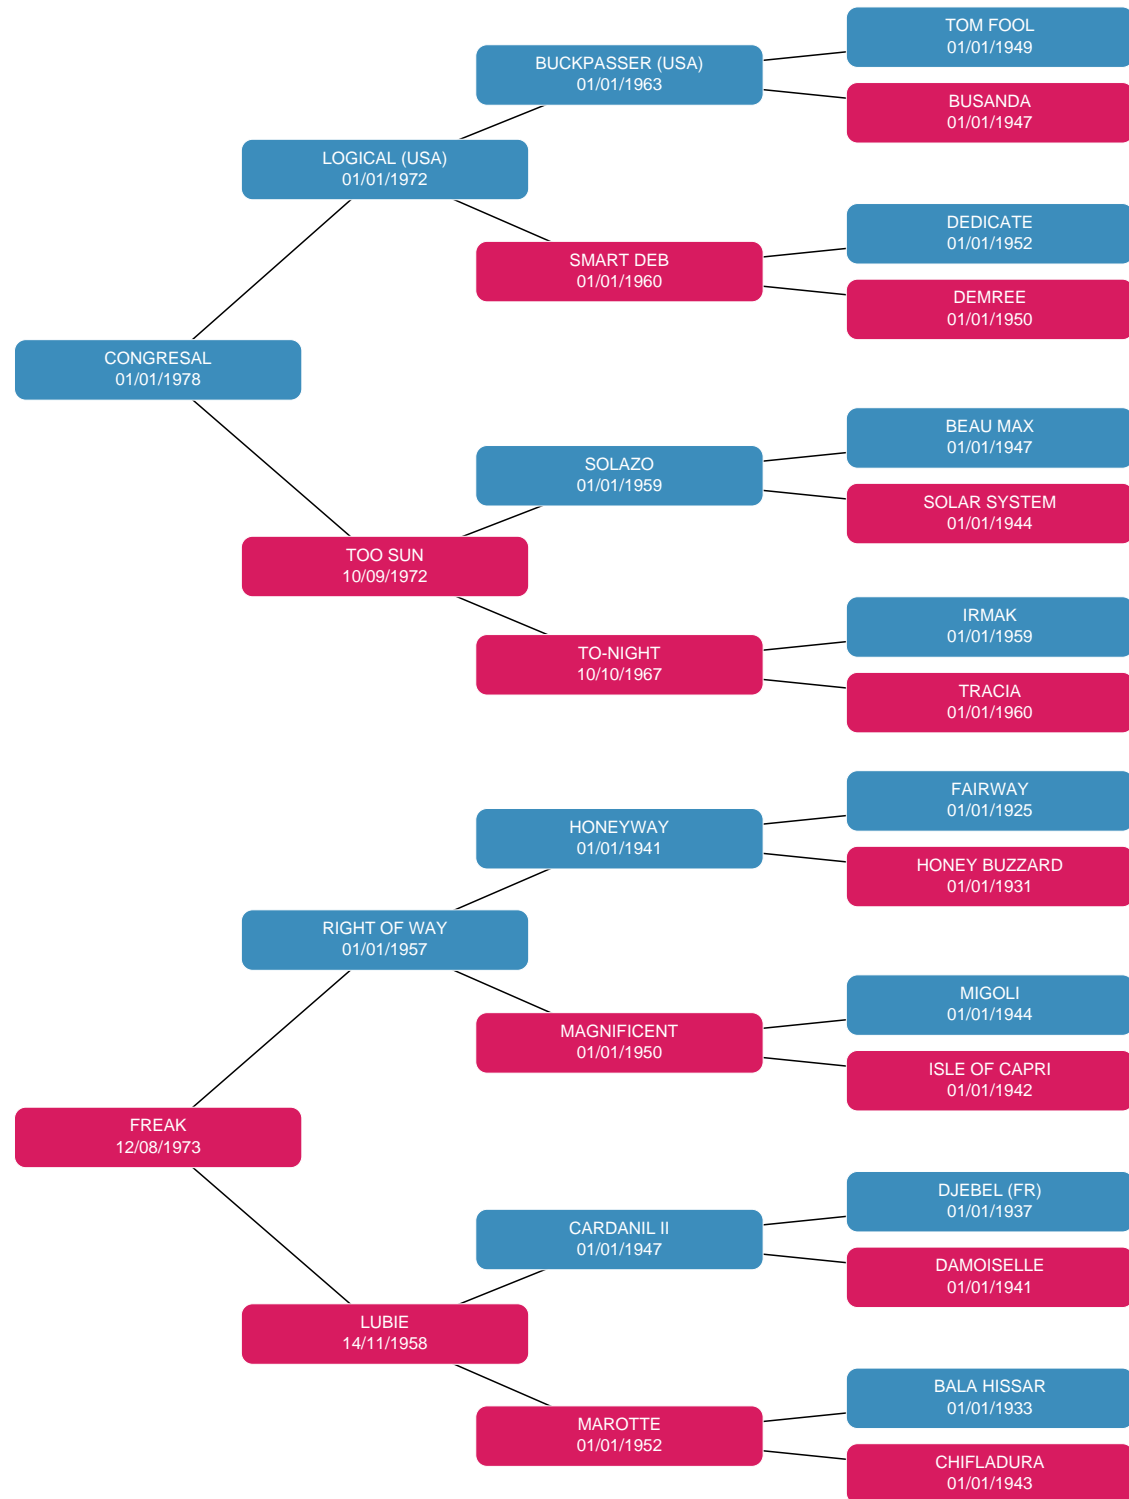 TOM FOOL
01/01/1949
BUCKPASSER (USA)
01/01/1963
BUSANDA
01/01/1947
LOGICAL (USA)
01/01/1972
DEDICATE
01/01/1952
SMART DEB
01/01/1960
DEMREE
01/01/1950
CONGRESAL
01/01/1978
BEAU MAX
01/01/1947
SOLAZO
01/01/1959
SOLAR SYSTEM
01/01/1944
TOO SUN
10/09/1972
IRMAK
01/01/1959
TO-NIGHT
10/10/1967
TRACIA
01/01/1960
FAIRWAY
01/01/1925
HONEYWAY
01/01/1941
HONEY BUZZARD
01/01/1931
RIGHT OF WAY
01/01/1957
MIGOLI
01/01/1944
MAGNIFICENT
01/01/1950
ISLE OF CAPRI
01/01/1942
FREAK
12/08/1973
DJEBEL (FR)
01/01/1937
CARDANIL II
01/01/1947
DAMOISELLE
01/01/1941
LUBIE
14/11/1958
BALA HISSAR
01/01/1933
MAROTTE
01/01/1952
CHIFLADURA
01/01/1943